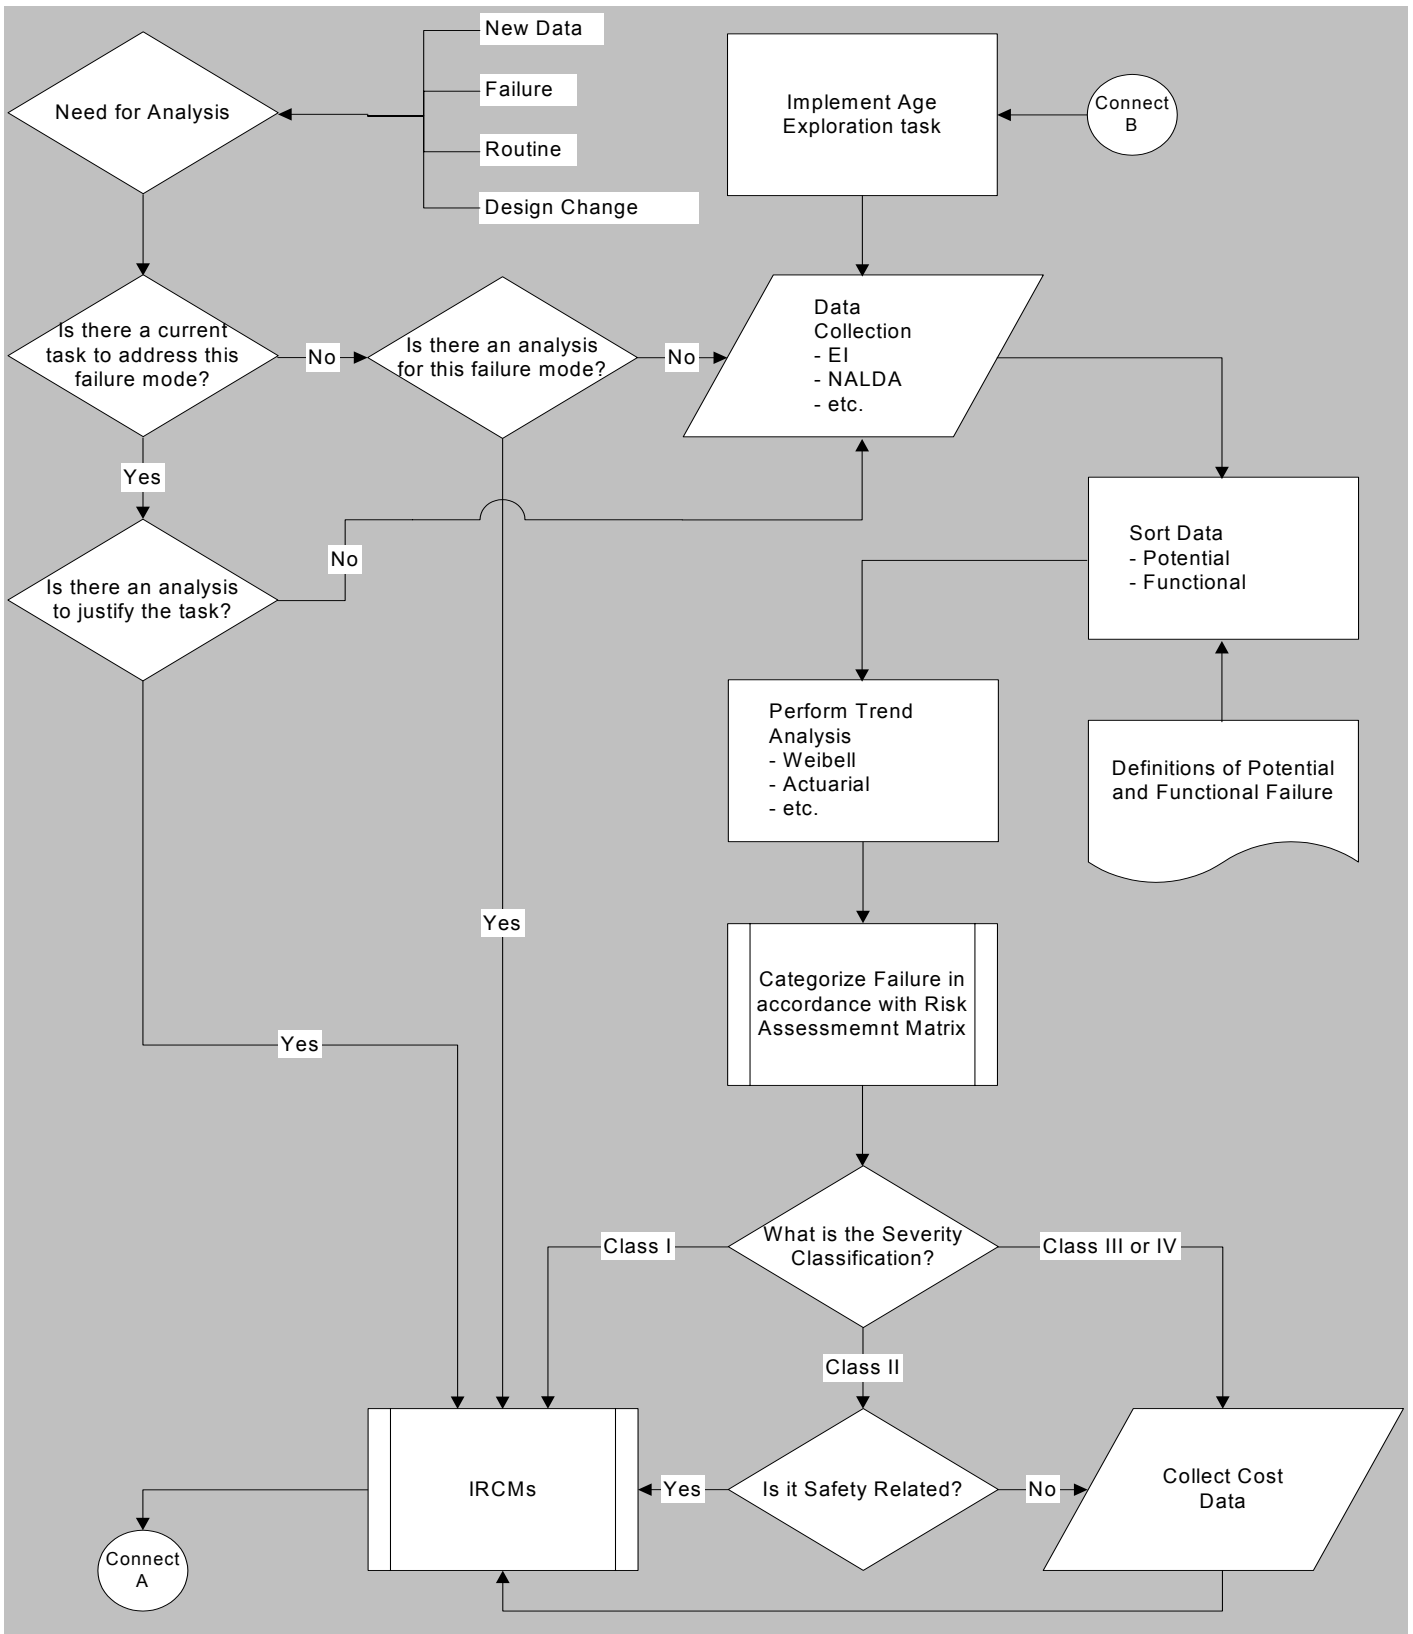 New Data
Need for Analysis
Failure
Routine
Design Change
Implement Age
Exploration task
Connect
B
Is there a current
task to address this
failure mode?
No
Is there an analysis
for this failure mode?
No
Data
Collection
- EI
- NALDA
- etc.
Yes
Is there an analysis
to justify the task?
No
Sort Data
- Potential
- Functional
Perform Trend
Analysis
- Weibell
- Actuarial
- etc.
Definitions of Potential
and Functional Failure
Yes
Categorize Failure in
accordance with Risk
Assessmemnt Matrix
Yes
Class I
What is the Severity
Classification?
Class III or IV
Class II
IRCMs
Yes
Is it Safety Related?
No
Collect Cost
Data
Connect
A